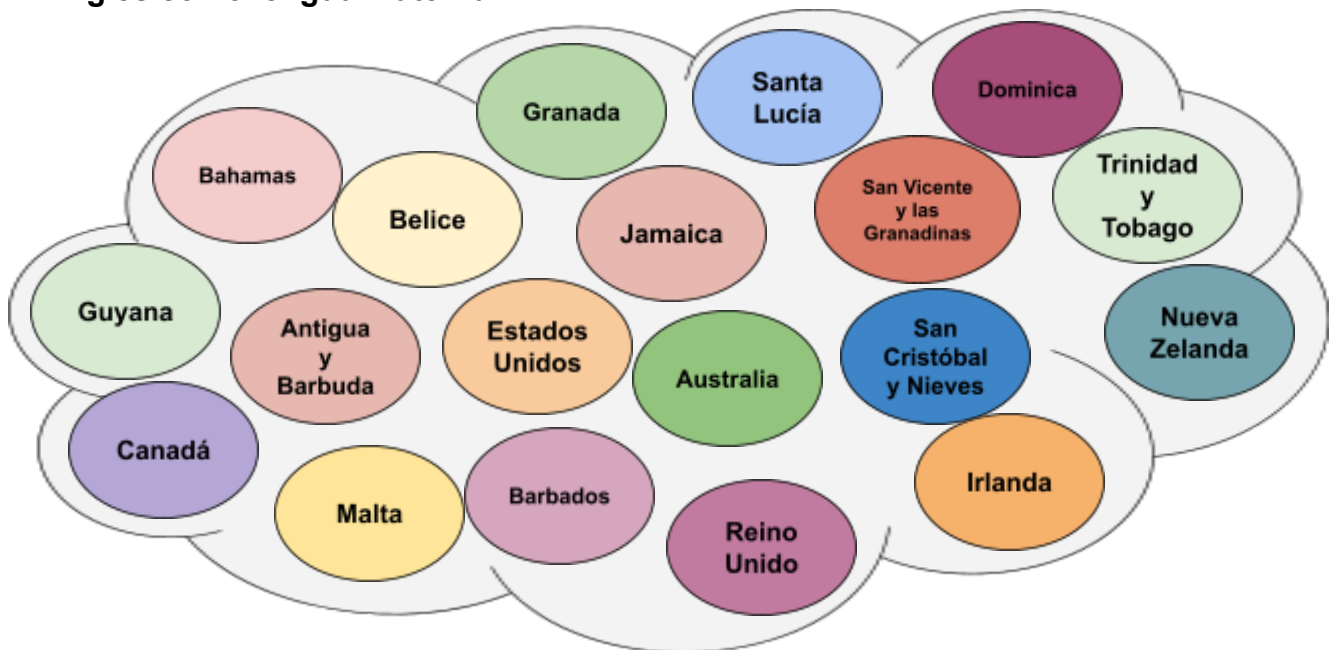 Granada
Santa
Lucía
Dominica
Bahamas
Belice
Jamaica
San Vicente
y las
Granadinas
Trinidad
y
Tobago
Guyana
Antigua
y
Barbuda
Estados
Unidos
Australia
San
Cristóbal
y Nieves
Nueva
Zelanda
Canadá
Malta
Barbados
Reino
Unido
Irlanda